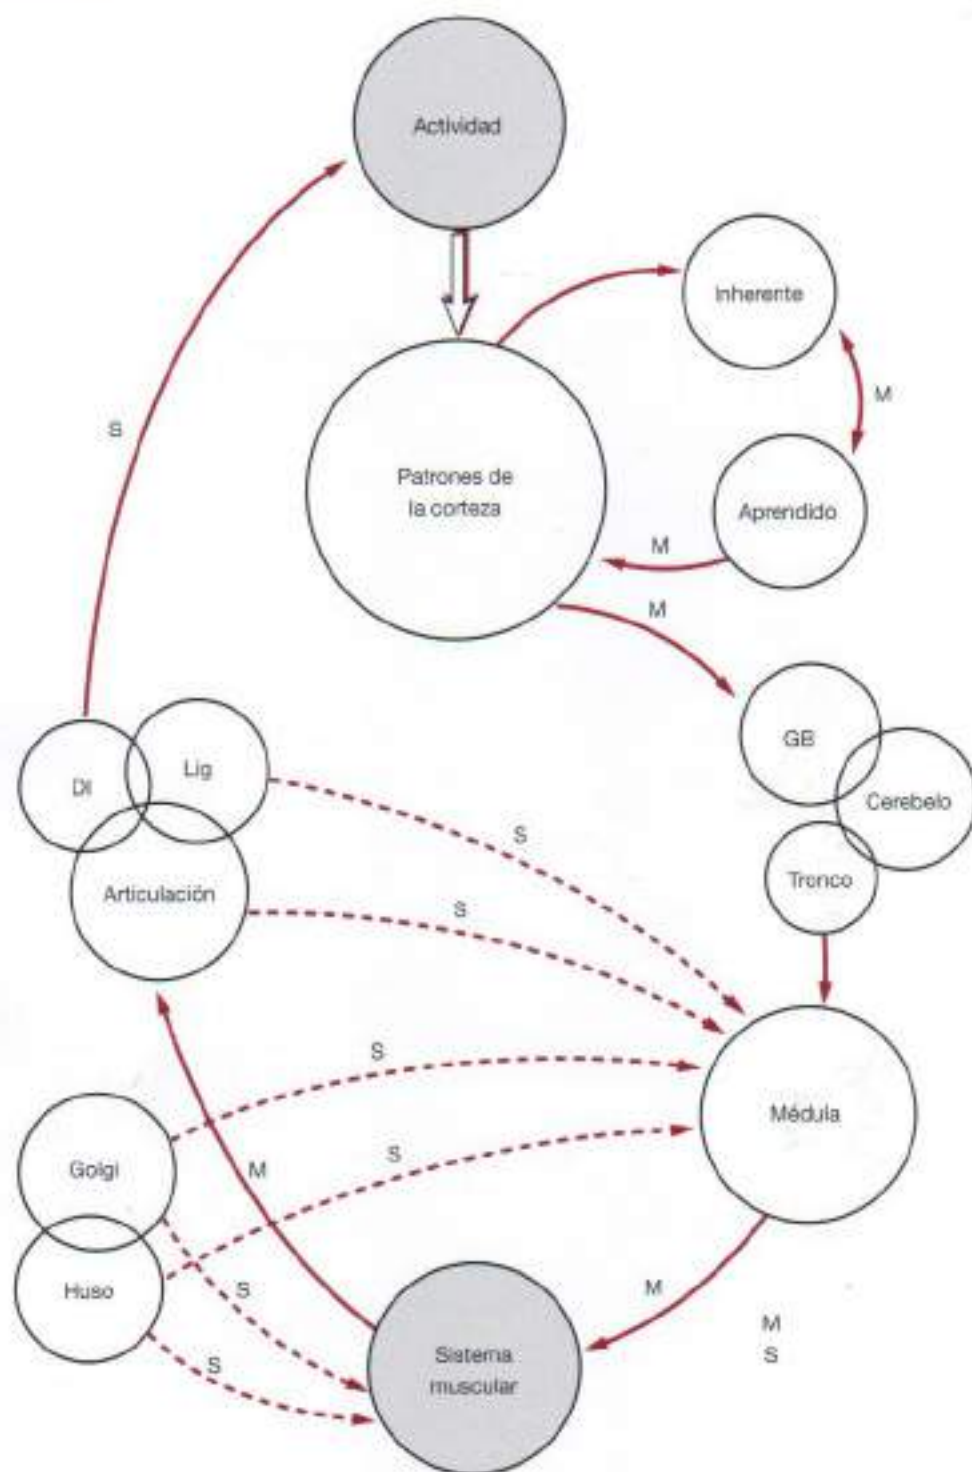 Actividad
Inherente
S
M
Patrones de
la corteza
Aprendido
M
M
GB
Lig
DI
Cerebelo
S
Tronco
Articulación
S
S
Médula
S
Golgi
M
Huso
S
M
M
S
S
Sistema
muscular